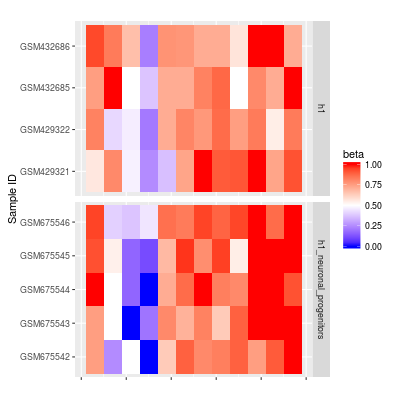 GSM432686
GSM432685
GSM429322
GSM429321
h1
GSM675546
GSM675545
GSM675544
GSM675543
GSM675542
h1_neuronal_progenitors
Sample ID
beta
1.00
0.75
0.50
0.25
0.00